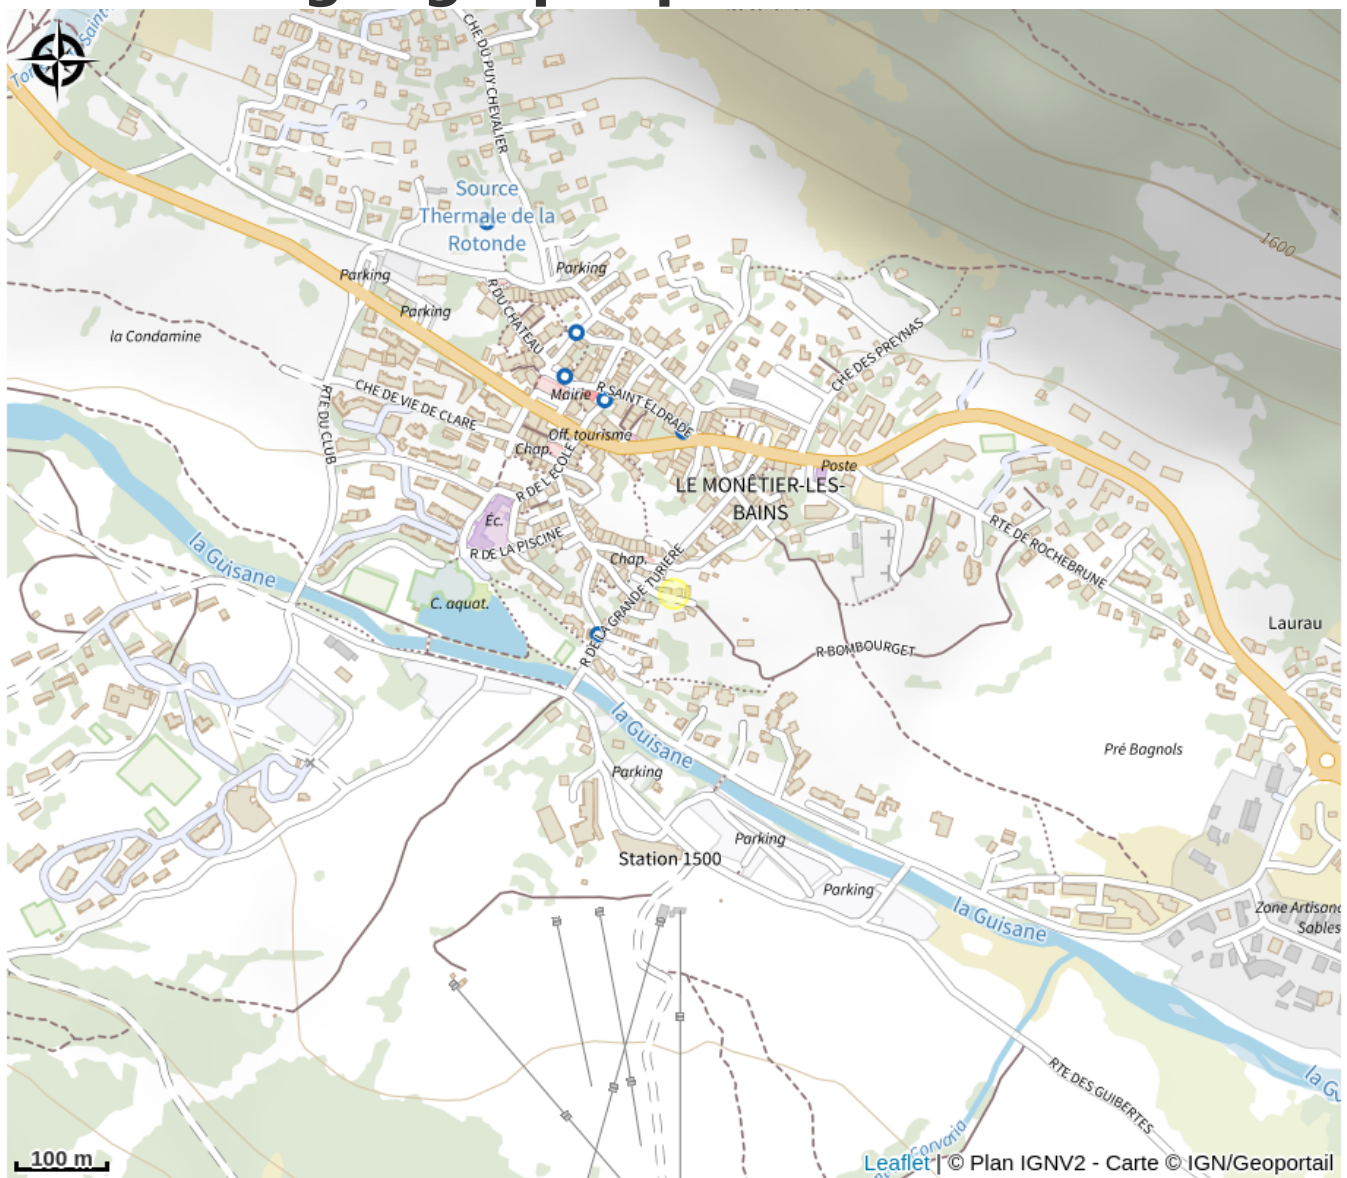 CHE DU PUY CHEVALIER
Source
Thermale de la
Rotonde
1600
Parking
Parking
Parking
R DU CHATEAU
la Condamine
CHE DES PREYNAS
CHE DE VIE DE CLARE
RTE DU CLUB
Mairie
R SAINT ELDRADE
Off. tourisme
Chap.
R DE L ECOLE
Poste
LE MONÊTIER-LES-
BAINS
Éc.
R DE LA PISCINE
RTE DE ROCHEBRUNE
la Guisane
Chap.
C. aquat.
R DE LA GRANDE TURIERE
Laurau
R BOMBOURGET
la Guisane
Pré Bagnols
Parking
Parking
Station 1500
Parking
la Guisane
Zone Artisana
Sables
RTE DES GUIBERTES
la G
Corvaria
100 m
Leaflet | © Plan IGNV2 - Carte © IGN/Geoportail